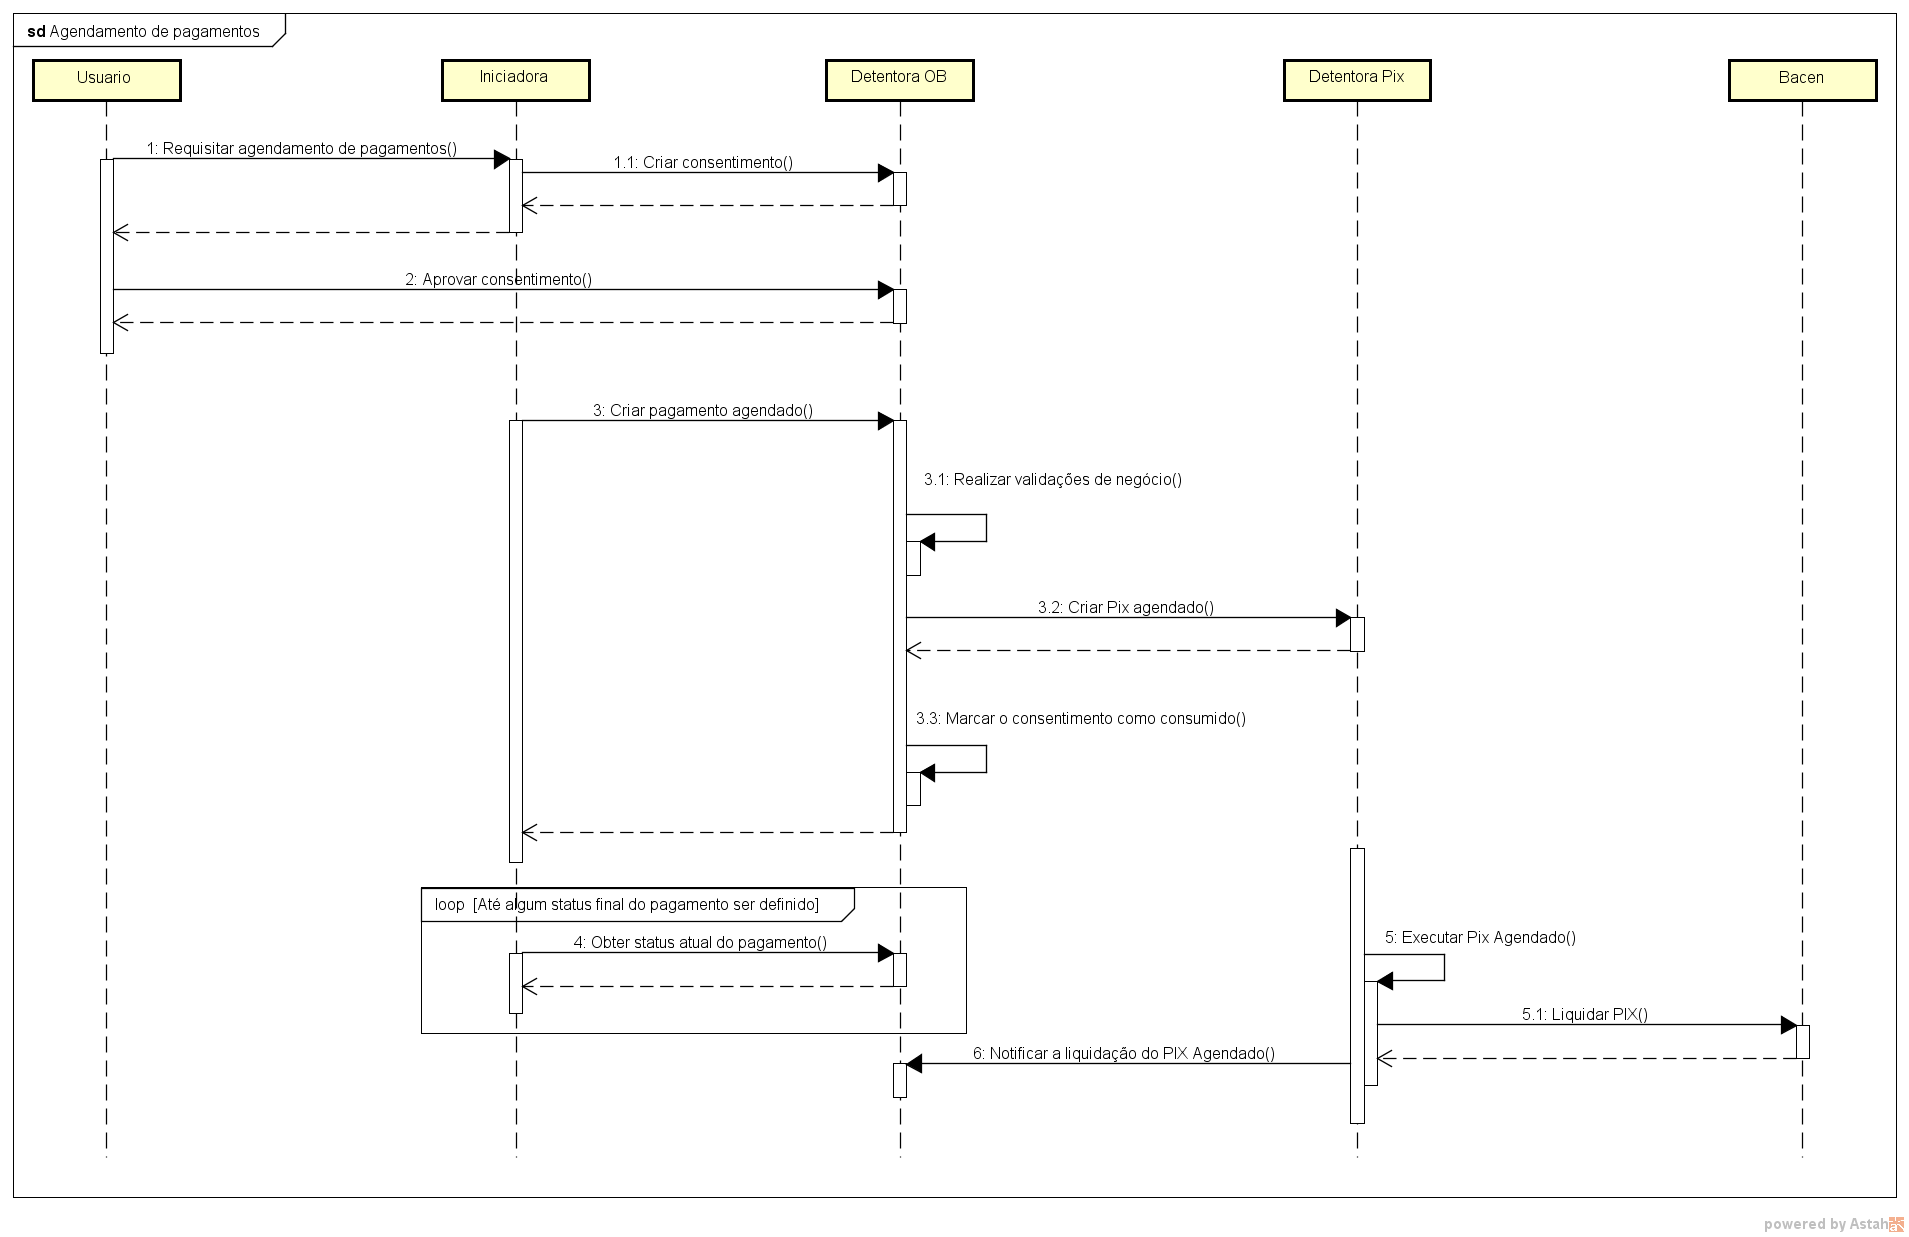 sd Agendamento de pagamentos
Usuario
Iniciadora
Detentora OB
Detentora Pix
Bacen
1: Requisitar agendamento de pagamentos()
1.1: Criar consentimento()
2: Aprovar consentimento()
3: Criar pagamento agendado()
3.1: Realizar validações de negócio()
3.2: Criar Pix agendado()
3.3: Marcar o consentimento como consumido()
loop [Até algum status final do pagamento ser definido]
4: Obter status atual do pagamento()
5: Executar Pix Agendado()
5.1: Liquidar PIX()
6: Notificar a liquidação do PIX Agendado()
powered by Astah